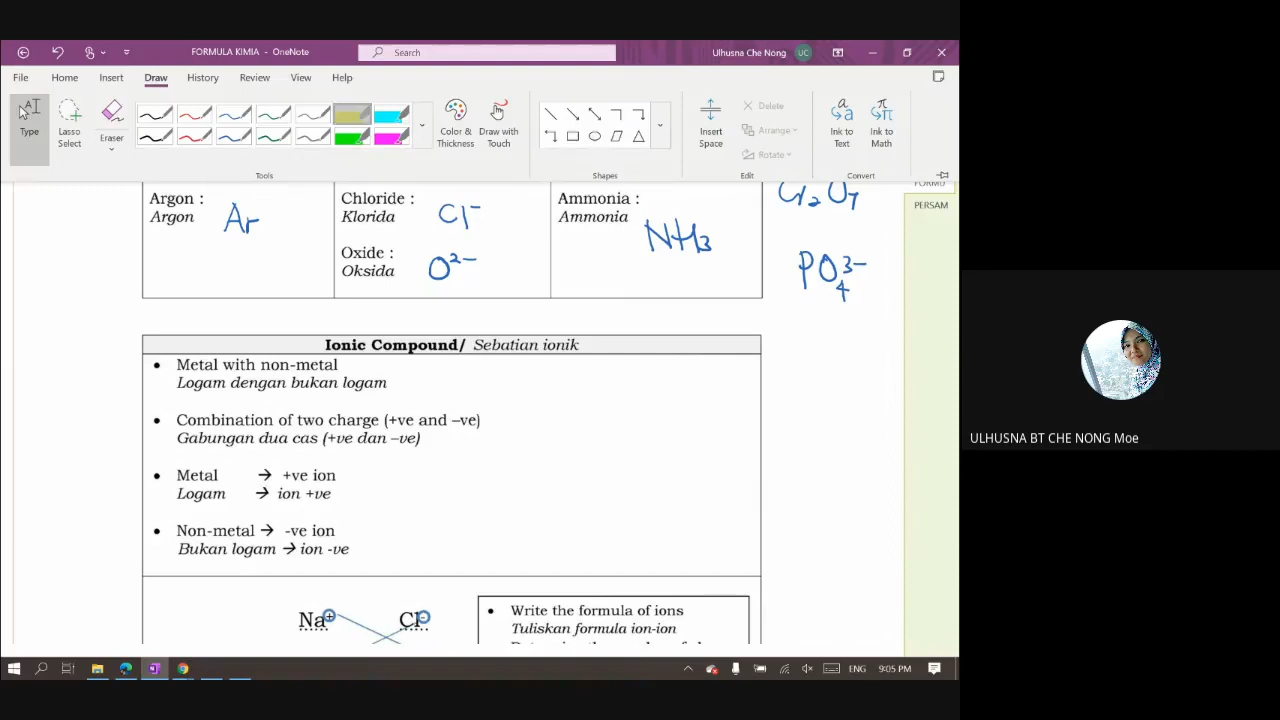 FORMULA KIMIA - OneNote
Search
Ulhusna Che Nong
UC
File Home Insert Draw History Review View Help
Type
Lasso Select
Eraser
Color & Thickness
Draw with Touch
Insert Space
Delete
Arrange
Rotate
Ink to Text
Ink to Math
Tools
Shapes
Edit
Convert
PERSAM
Argon :
Argon
Ar
Chloride :
Klorida
Cl⁻
Oxide :
Oksida
O²⁻
Ammonia :
Ammonia
NH₃
Cr₂O₇
PO₄³⁻
Ionic Compound/ Sebatian ionik
• Metal with non-metal
Logam dengan bukan logam
• Combination of two charge (+ve and –ve)
Gabungan dua cas (+ve dan –ve)
• Metal → +ve ion
Logam → ion +ve
• Non-metal → -ve ion
Bukan logam → ion -ve
Na⁺ Cl⁻
• Write the formula of ions
Tuliskan formula ion-ion
ULHUSNA BT CHE NONG Moe
ENG
9:05 PM